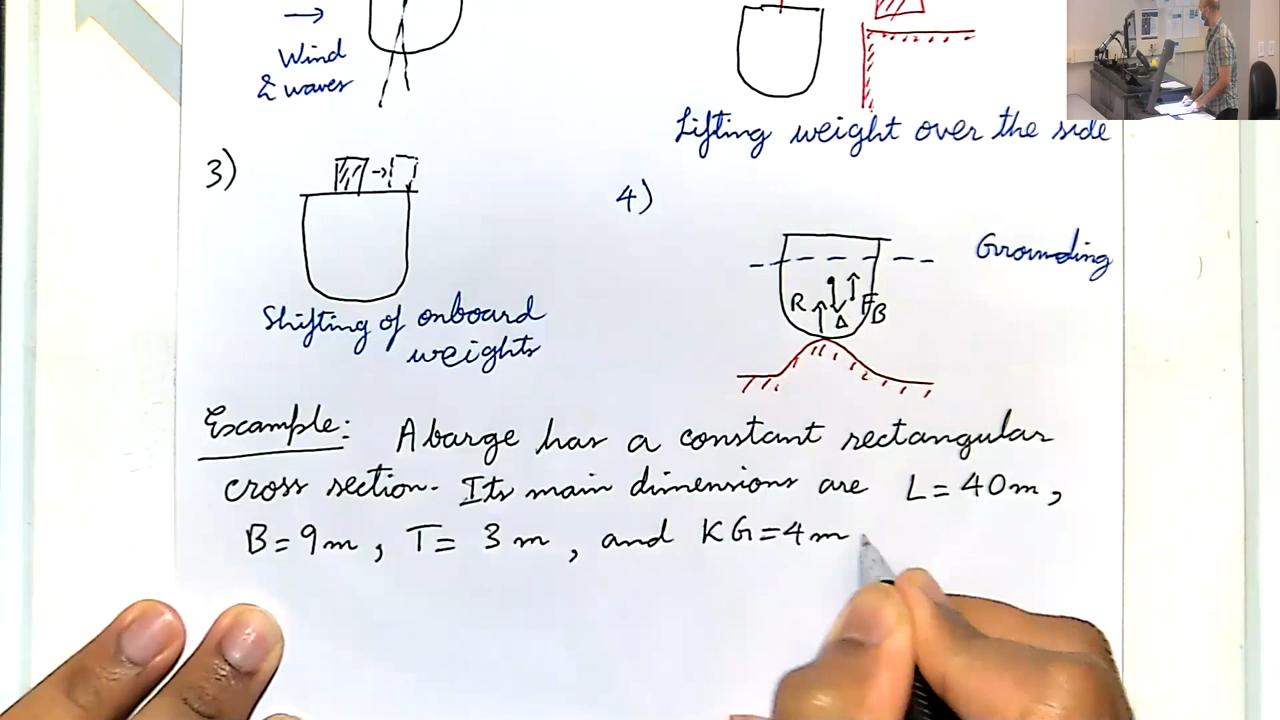 Wind
& waves
Lifting weight over the side
3)
Shifting of onboard
weights
4)
Grounding
R
Δ
FB
Example: A barge has a constant rectangular
cross section. Its main dimensions are L=40m,
B=9m, T=3m, and KG=4m